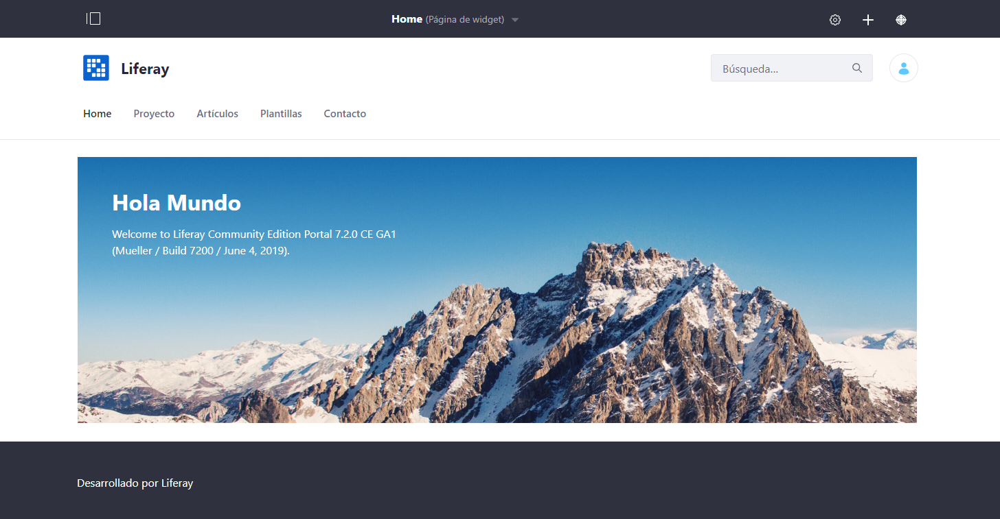 Home (Página de widget)
Liferay
Búsqueda...
Home Proyecto Artículos Plantillas Contacto
Hola Mundo
Welcome to Liferay Community Edition Portal 7.2.0 CE GA1
(Mueller / Build 7200 / June 4, 2019).
Desarrollado por Liferay